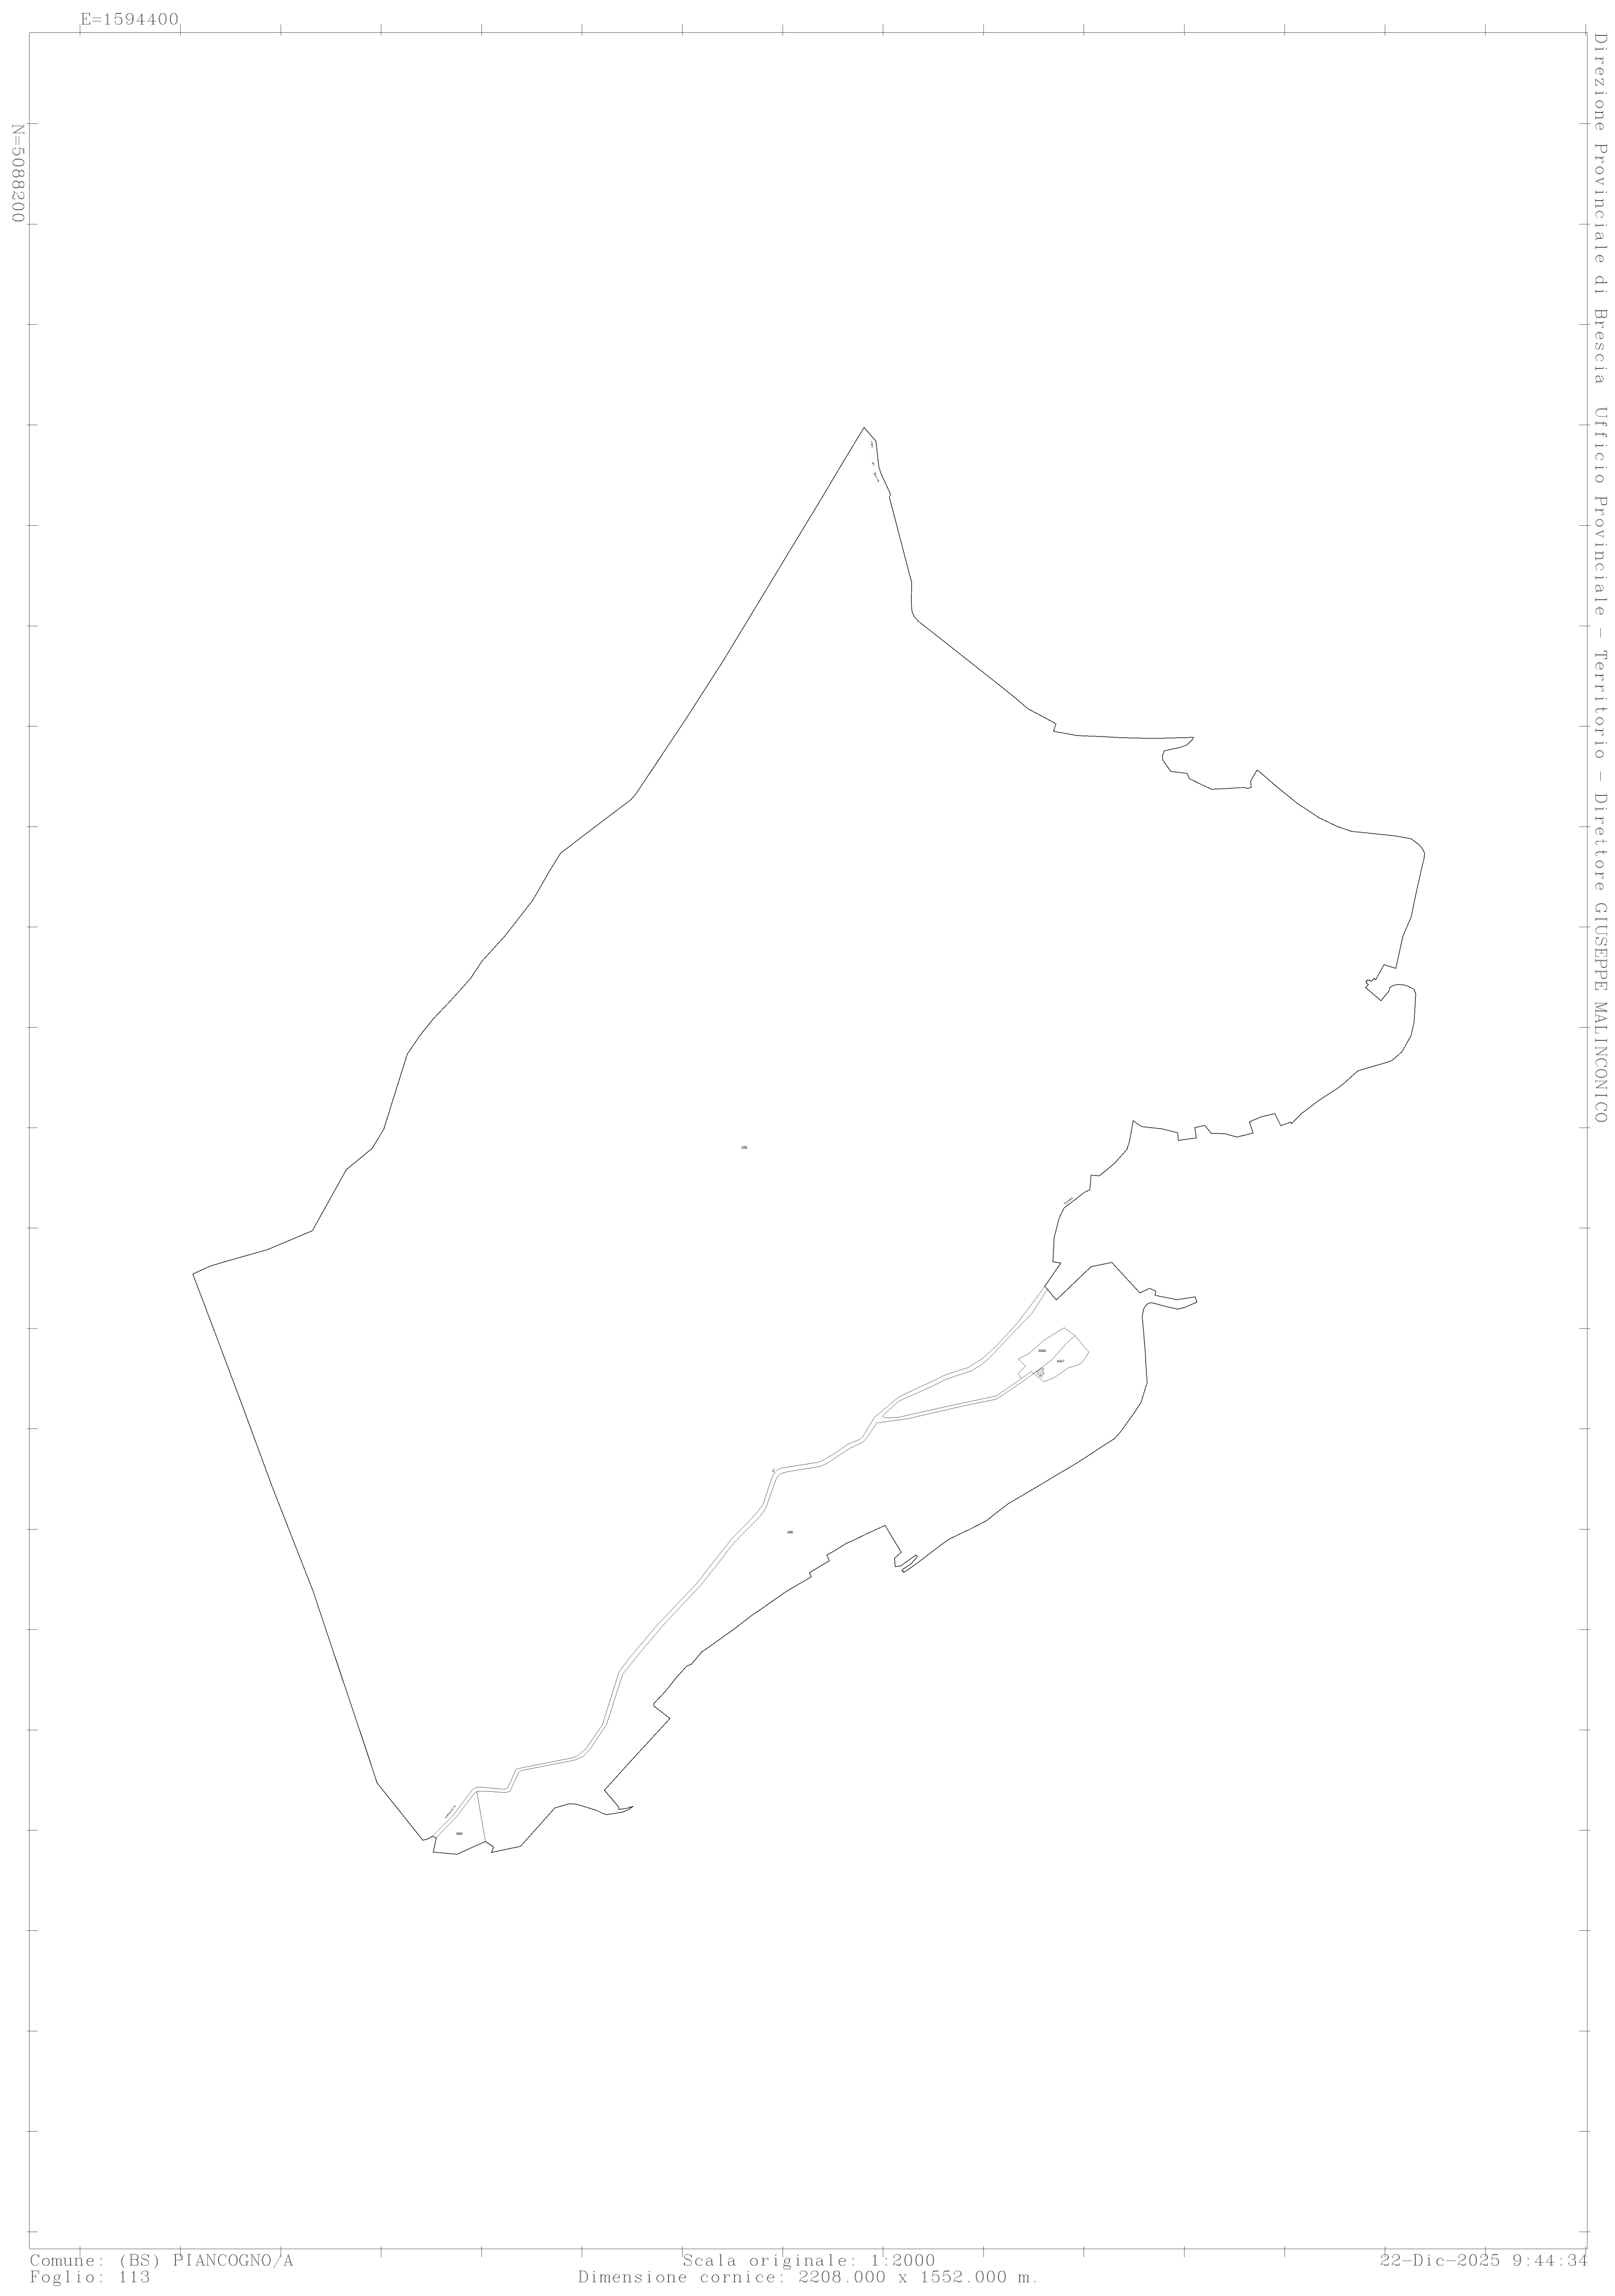 E=1594400
N=5088200
Direzione Provinciale di Brescia Ufficio Provinciale - Territorio - Direttore GIUSEPPE MALINCONICO
Comune: (BS) PIANCOGNO/A
Scala originale: 1:2000
22-Dic-2025 9:44:34
Foglio: 113
Dimensione cornice: 2208.000 x 1552.000 m.